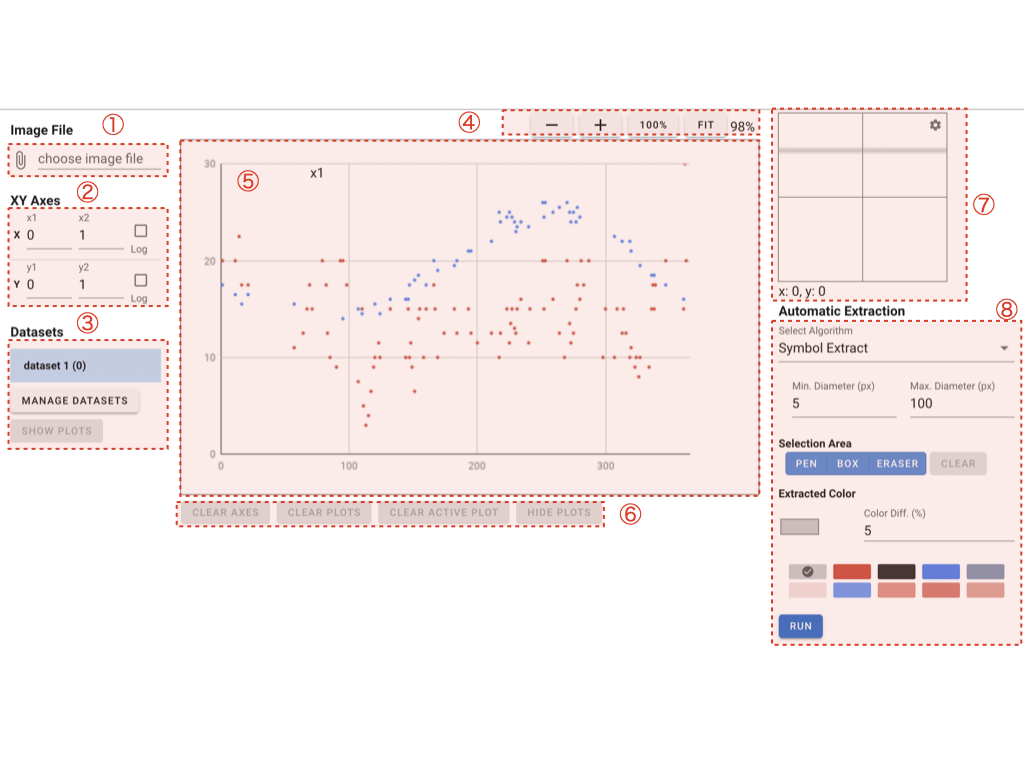 Image File ①
choose image file
XY Axes ②
x1 x2
X 0 1
Log
y1 y2
Y 0 1
Log
Datasets ③
dataset 1 (0)
MANAGE DATASETS
SHOW PLOTS
④ − + 100% FIT 98%
⑤ x1
30
20
10
0
0 100 200 300
CLEAR AXES CLEAR PLOTS CLEAR ACTIVE PLOT HIDE PLOTS ⑥
⑦
x: 0, y: 0
Automatic Extraction ⑧
Select Algorithm
Symbol Extract
Min. Diameter (px) Max. Diameter (px)
5 100
Selection Area
PEN BOX ERASER CLEAR
Extracted Color
Color Diff. (%)
5
RUN